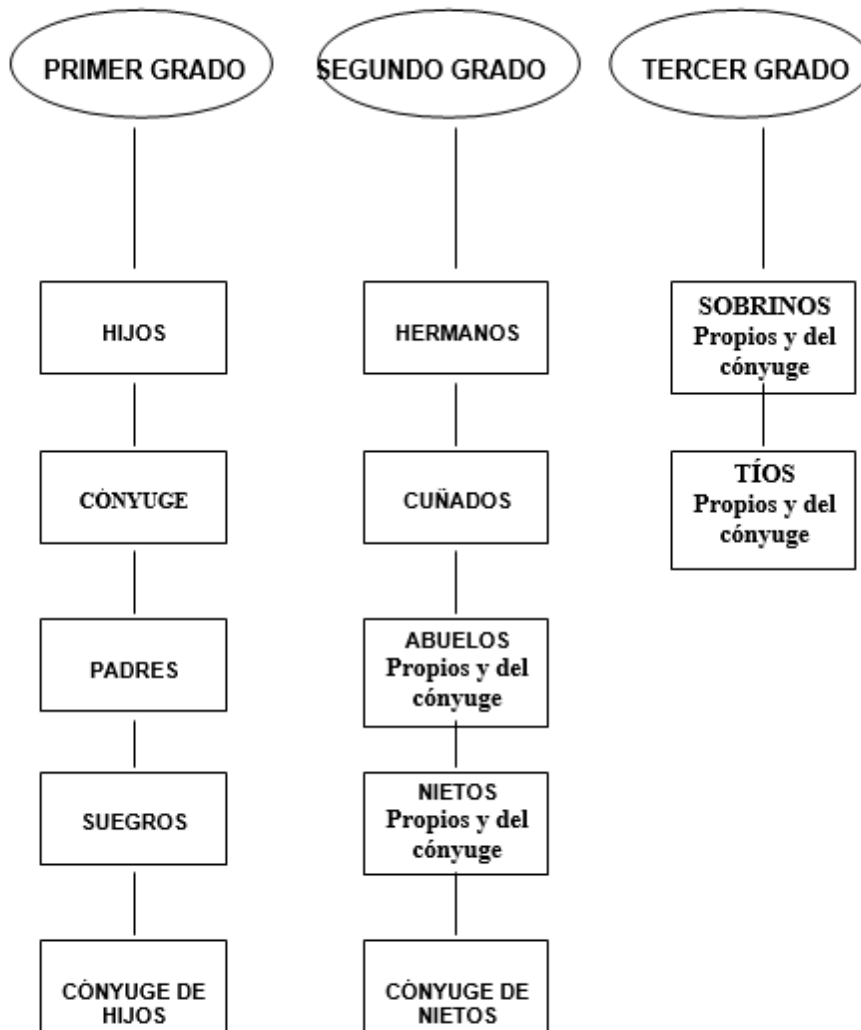 PRIMER GRADO
HIJOS
CÓNYUGE
PADRES
SUEGROS
CÓNYUGE DE
HIJOS
SEGUNDO GRADO
HERMANOS
CUÑADOS
ABUELOS
Propios y del
cónyuge
NIETOS
Propios y del
cónyuge
CÓNYUGE DE
NIETOS
TERCER GRADO
SOBRINOS
Propios y del
cónyuge
TÍOS
Propios y del
cónyuge